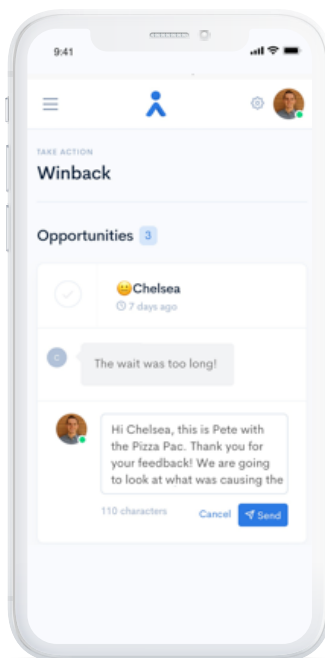 9:41
TAKE ACTION
Winback
Opportunities 3
😐Chelsea
7 days ago
C
The wait was too long!
Hi Chelsea, this is Pete with
the Pizza Pac. Thank you for
your feedback! We are going
to look at what was causing the
110 characters Cancel Send